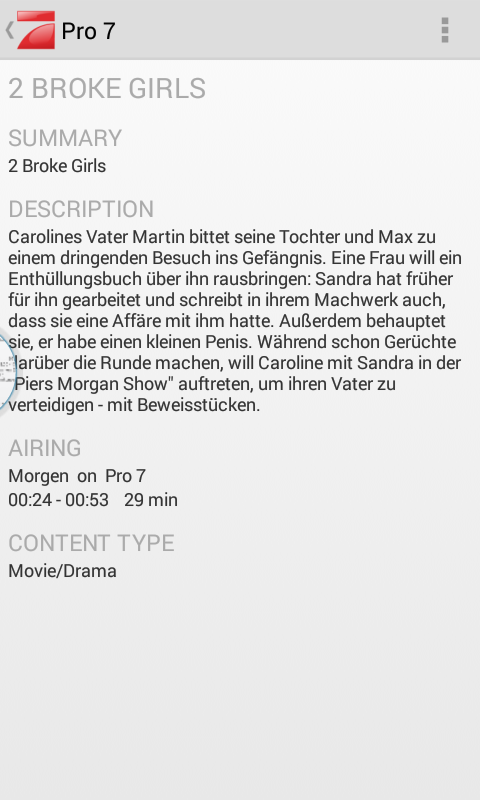 Pro 7
2 BROKE GIRLS
SUMMARY
2 Broke Girls
DESCRIPTION
Carolines Vater Martin bittet seine Tochter und Max zu
einem dringenden Besuch ins Gefängnis. Eine Frau will ein
Enthüllungsbuch über ihn rausbringen: Sandra hat früher
für ihn gearbeitet und schreibt in ihrem Machwerk auch,
dass sie eine Affäre mit ihm hatte. Außerdem behauptet
sie, er habe einen kleinen Penis. Während schon Gerüchte
darüber die Runde machen, will Caroline mit Sandra in der
"Piers Morgan Show" auftreten, um ihren Vater zu
verteidigen - mit Beweisstücken.
AIRING
Morgen on Pro 7
00:24 - 00:53 29 min
CONTENT TYPE
Movie/Drama